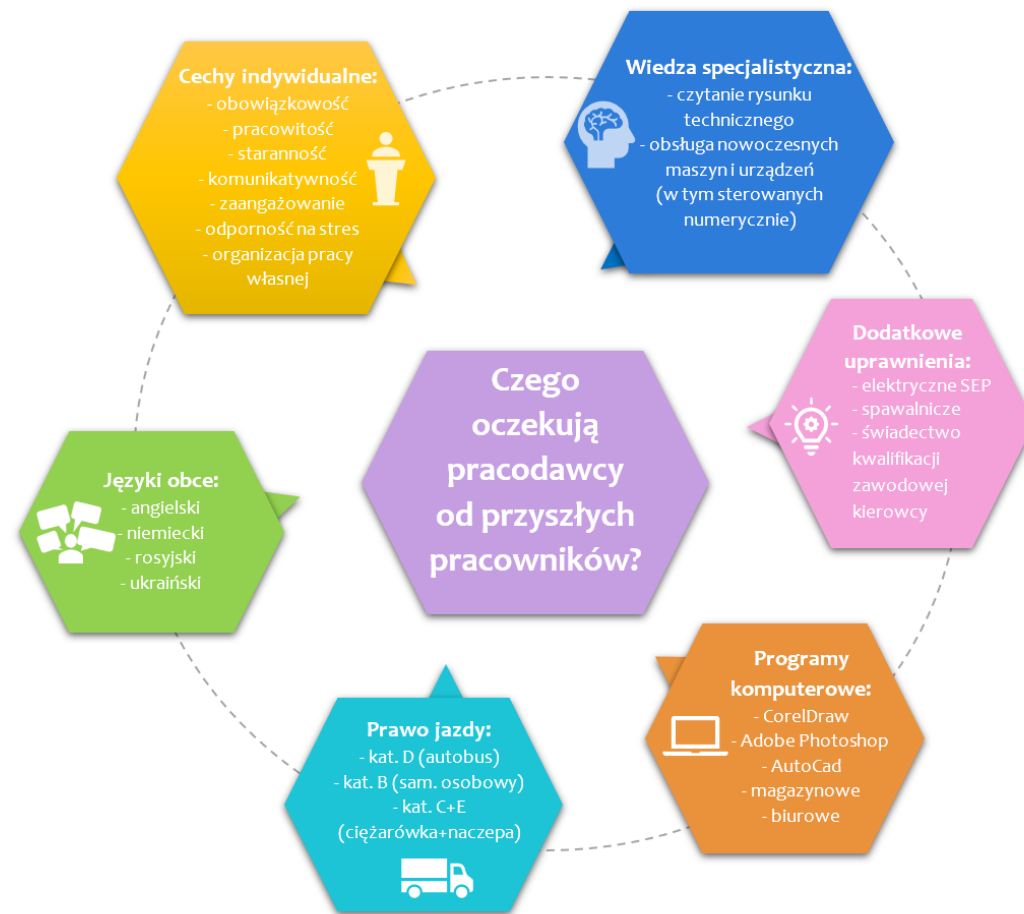 Czego
oczekują
pracodawcy
od przyszłych
pracowników?
Cechy indywidualne:
- obowiązkowość
- pracowitość
- staranność
- komunikatywność
- zaangażowanie
- odporność na stres
- organizacja pracy
własnej
Wiedza specjalistyczna:
- czytanie rysunku
technicznego
- obsługa nowoczesnych
maszyn i urządzeń
(w tym sterowanych
numerycznie)
Dodatkowe
uprawnienia:
- elektryczne SEP
- spawalnicze
- świadectwo
kwalifikacji
zawodowej
kierowcy
Programy
komputerowe:
- CorelDraw
- Adobe Photoshop
- AutoCad
- magazynowe
- biurowe
Prawo jazdy:
- kat. D (autobus)
- kat. B (sam. osobowy)
- kat. C+E
(ciężarówka+naczepa)
Języki obce:
- angielski
- niemiecki
- rosyjski
- ukraiński